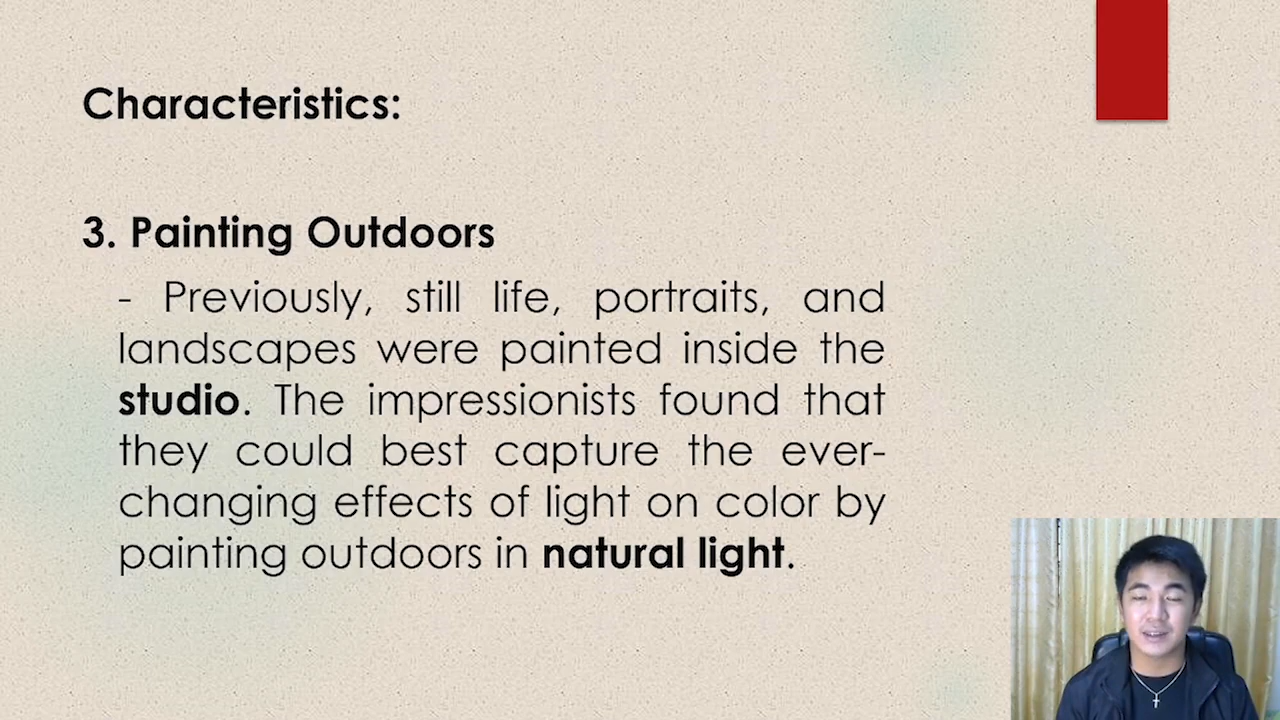 Characteristics:
3. Painting Outdoors
- Previously, still life, portraits, and
landscapes were painted inside the
studio. The impressionists found that
they could best capture the ever-
changing effects of light on color by
painting outdoors in natural light.